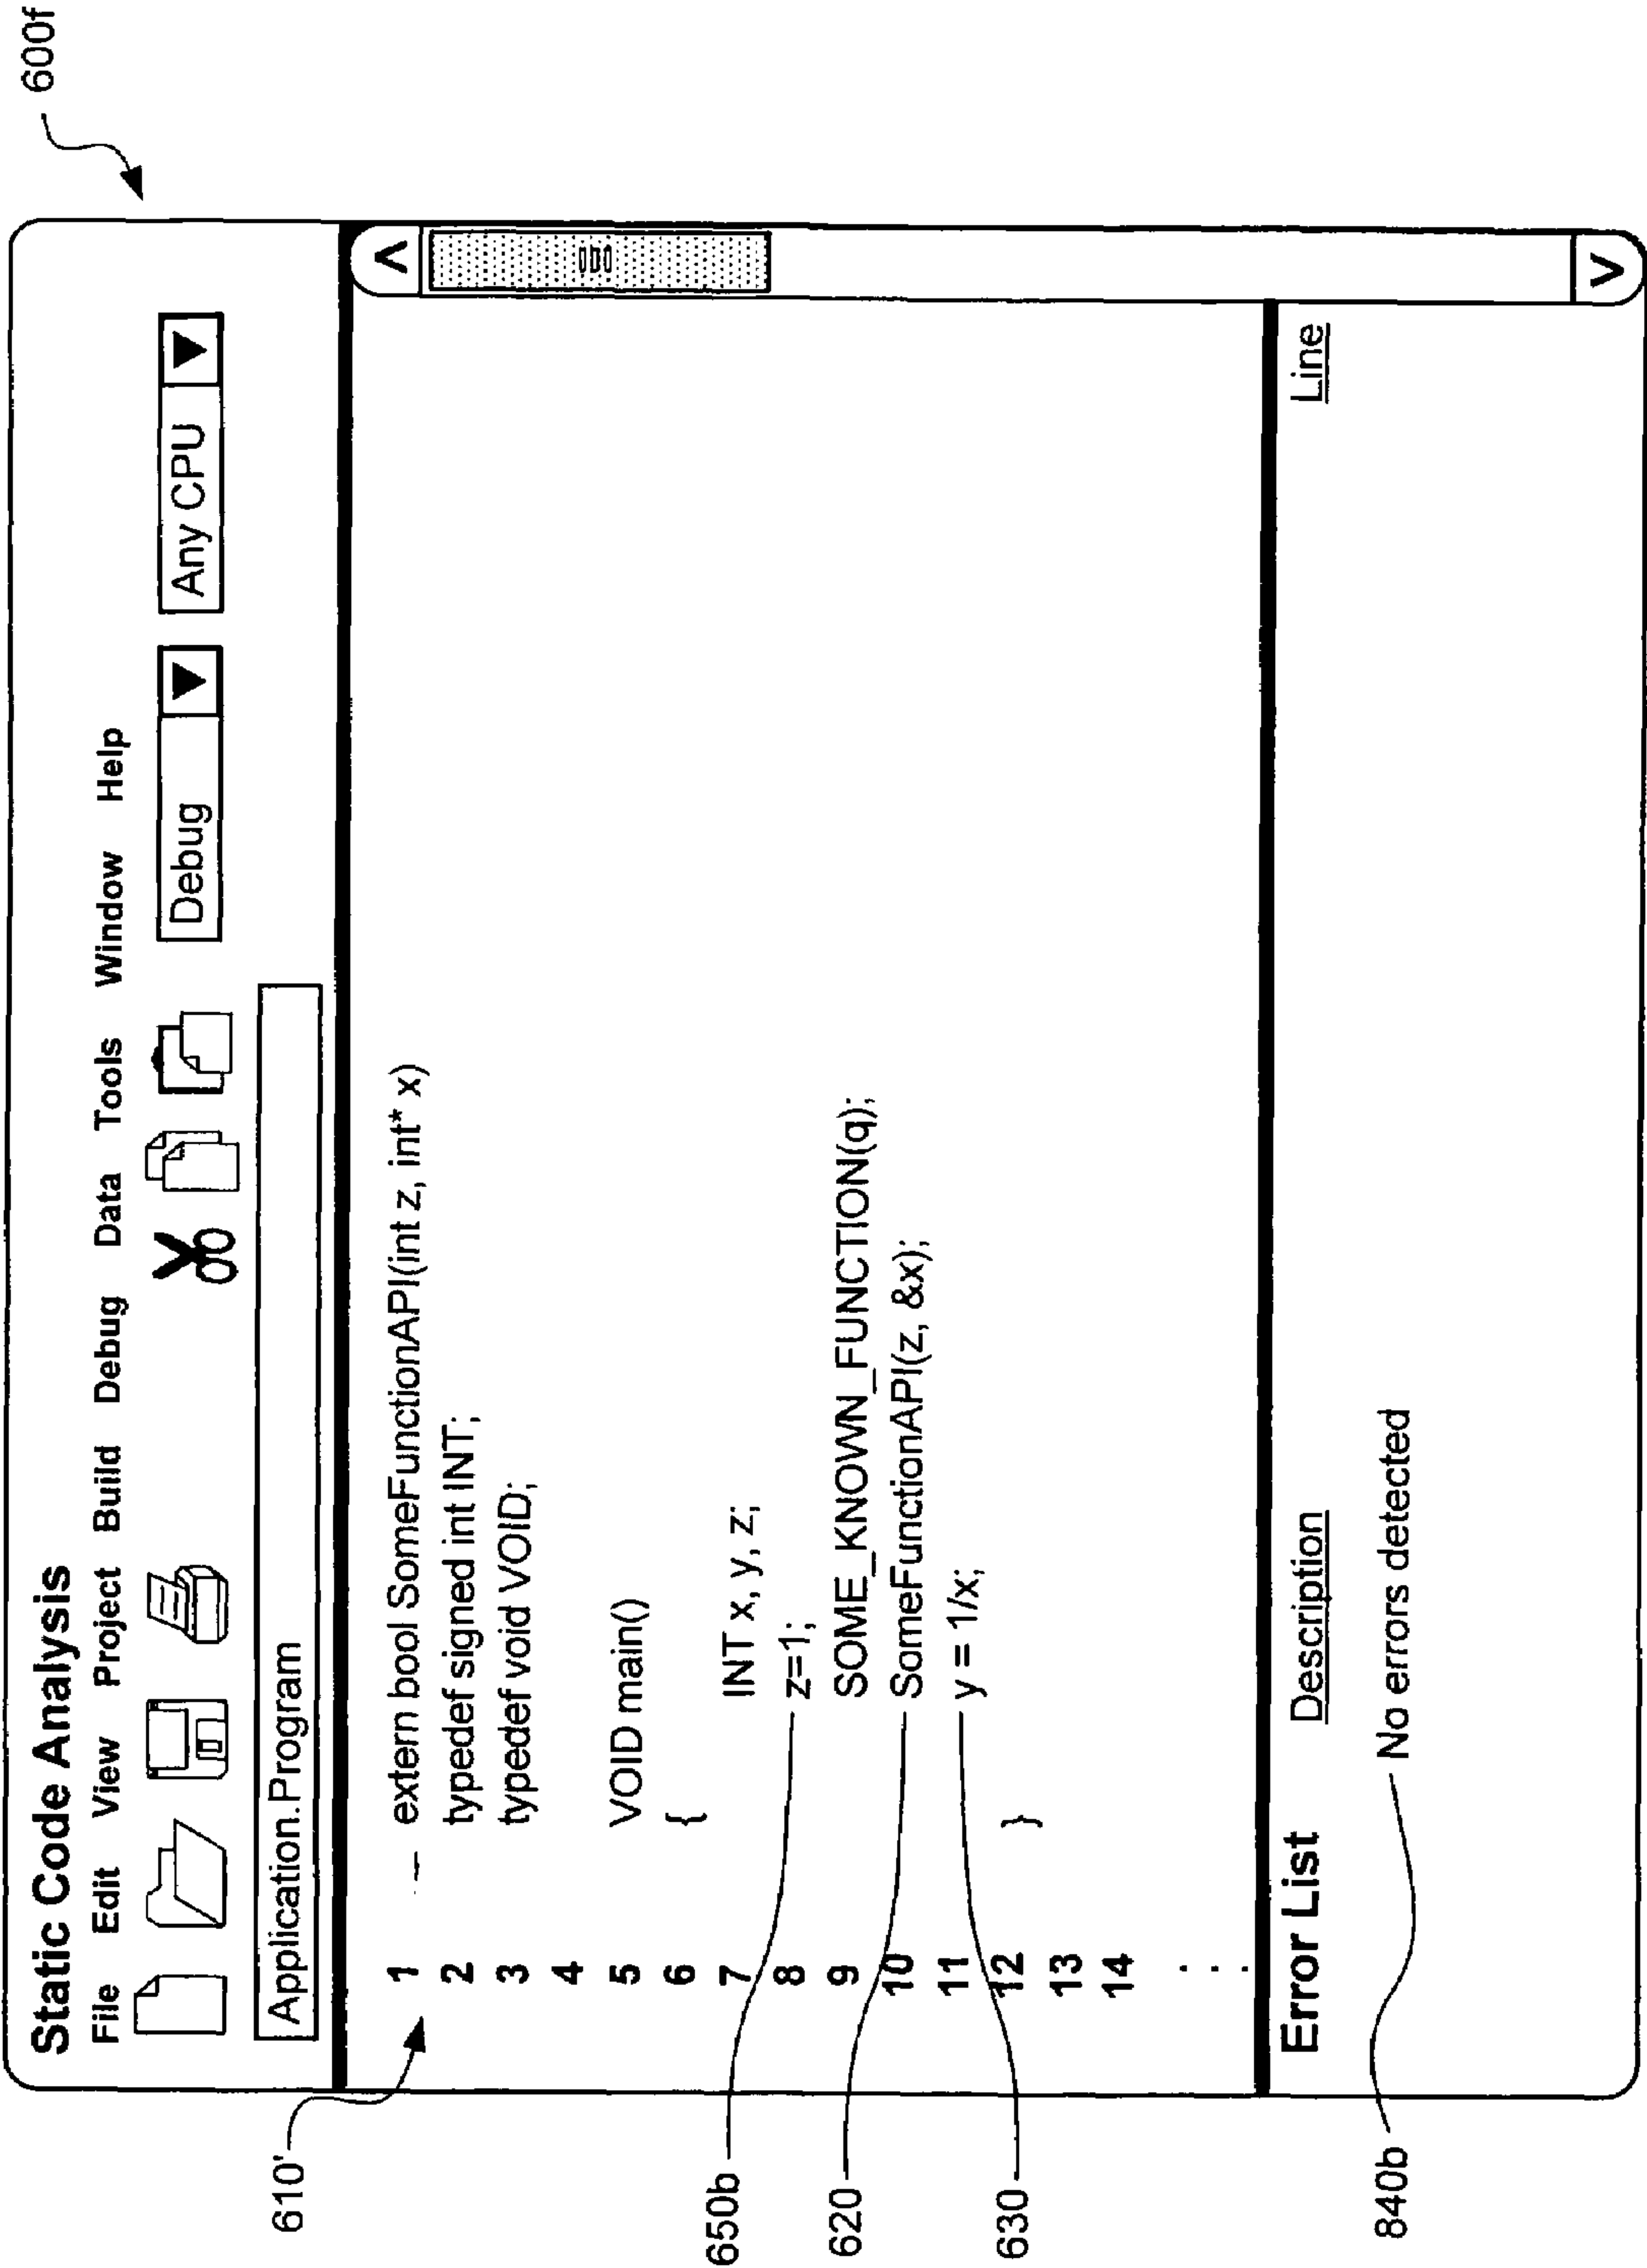 600f
Static Code Analysis
File Edit View Project Build Debug Data Tools Window Help
Debug Any CPU
Application.Program
610'
1 extern bool SomeFunctionAPI(int z, int* x)
2 typedef signed int INT;
3 typedef void VOID;
4
5 VOID main()
6 {
7 INT x, y, z;
650b
8 z=1;
9 SOME_KNOWN_FUNCTION(q);
620
10 SomeFunctionAPI(z, &x);
11 y = 1/x;
630
12 }
13
14
Error List Description Line
840b
No errors detected